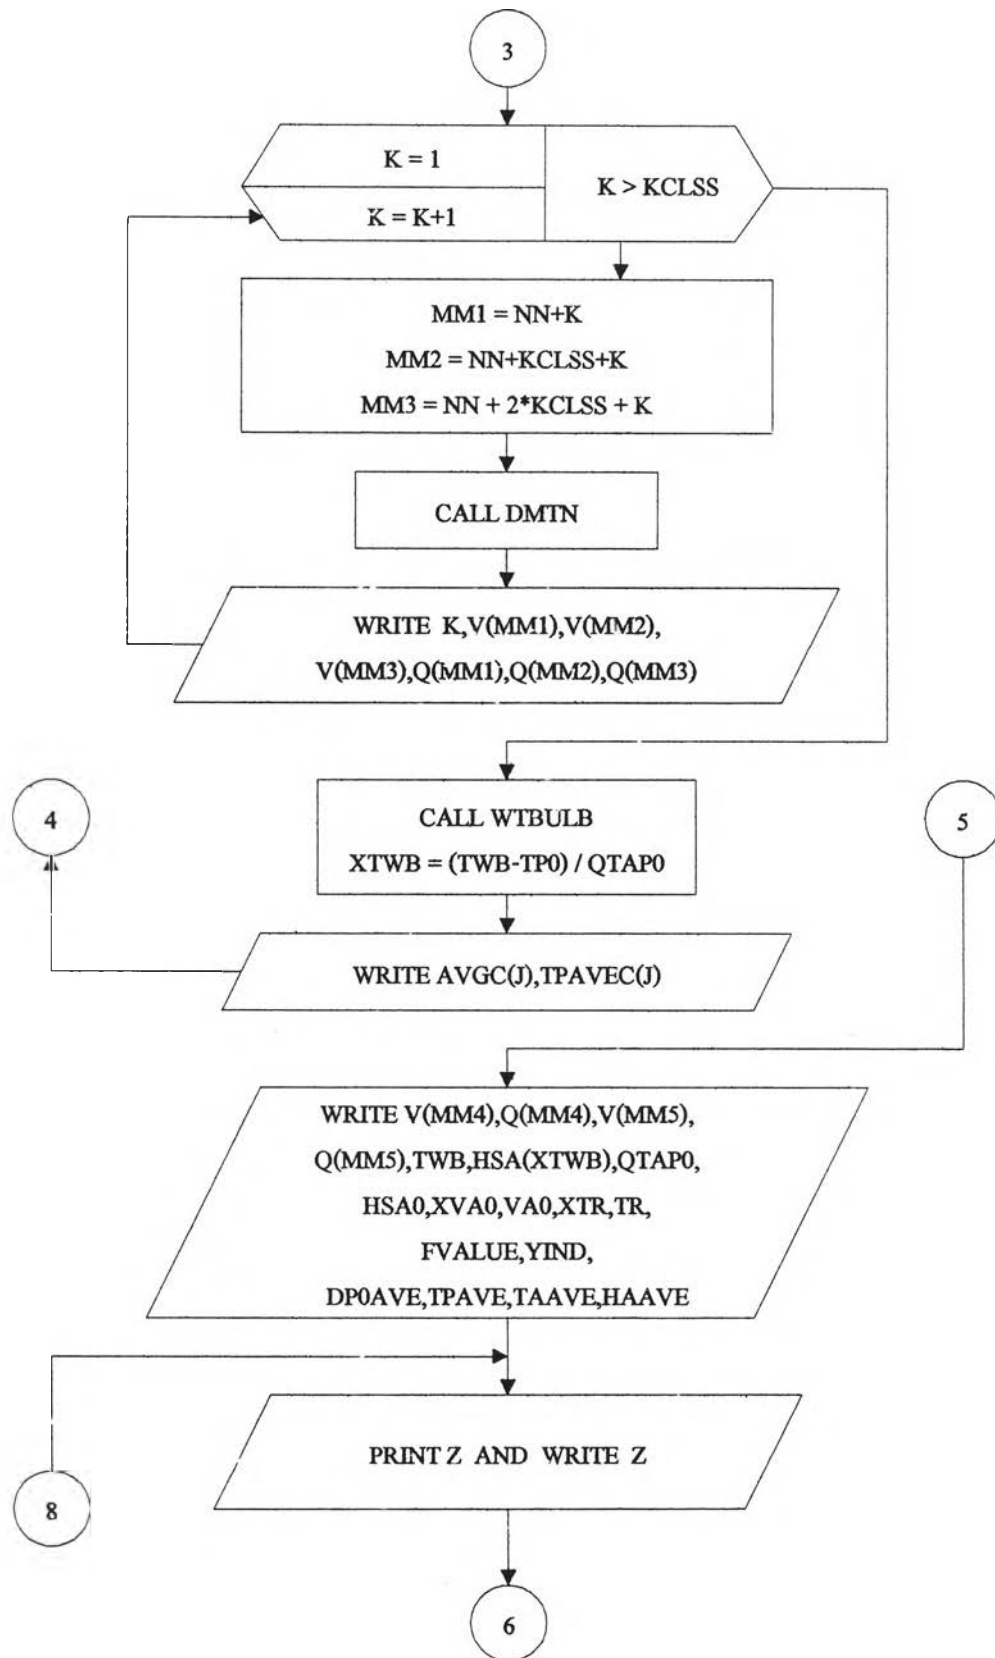 3
K = 1
K > KCLSS
K = K+1
MM1 = NN+K
MM2 = NN+KCLSS+K
MM3 = NN + 2*KCLSS + K
CALL DMTN
WRITE K,V(MM1),V(MM2),
V(MM3),Q(MM1),Q(MM2),Q(MM3)
4
CALL WTBULB
XTWB = (TWB-TP0) / QTAP0
5
WRITE AVGC(J),TPAVEC(J)
WRITE V(MM4),Q(MM4),V(MM5),
Q(MM5),TWB,HSA(XTWB),QTAP0,
HSA0,XVA0,VA0,XTR,TR,
FVALUE,YIND,
DP0AVE,TPAVE,TAAVE,HAAVE
PRINT Z AND WRITE Z
8
6